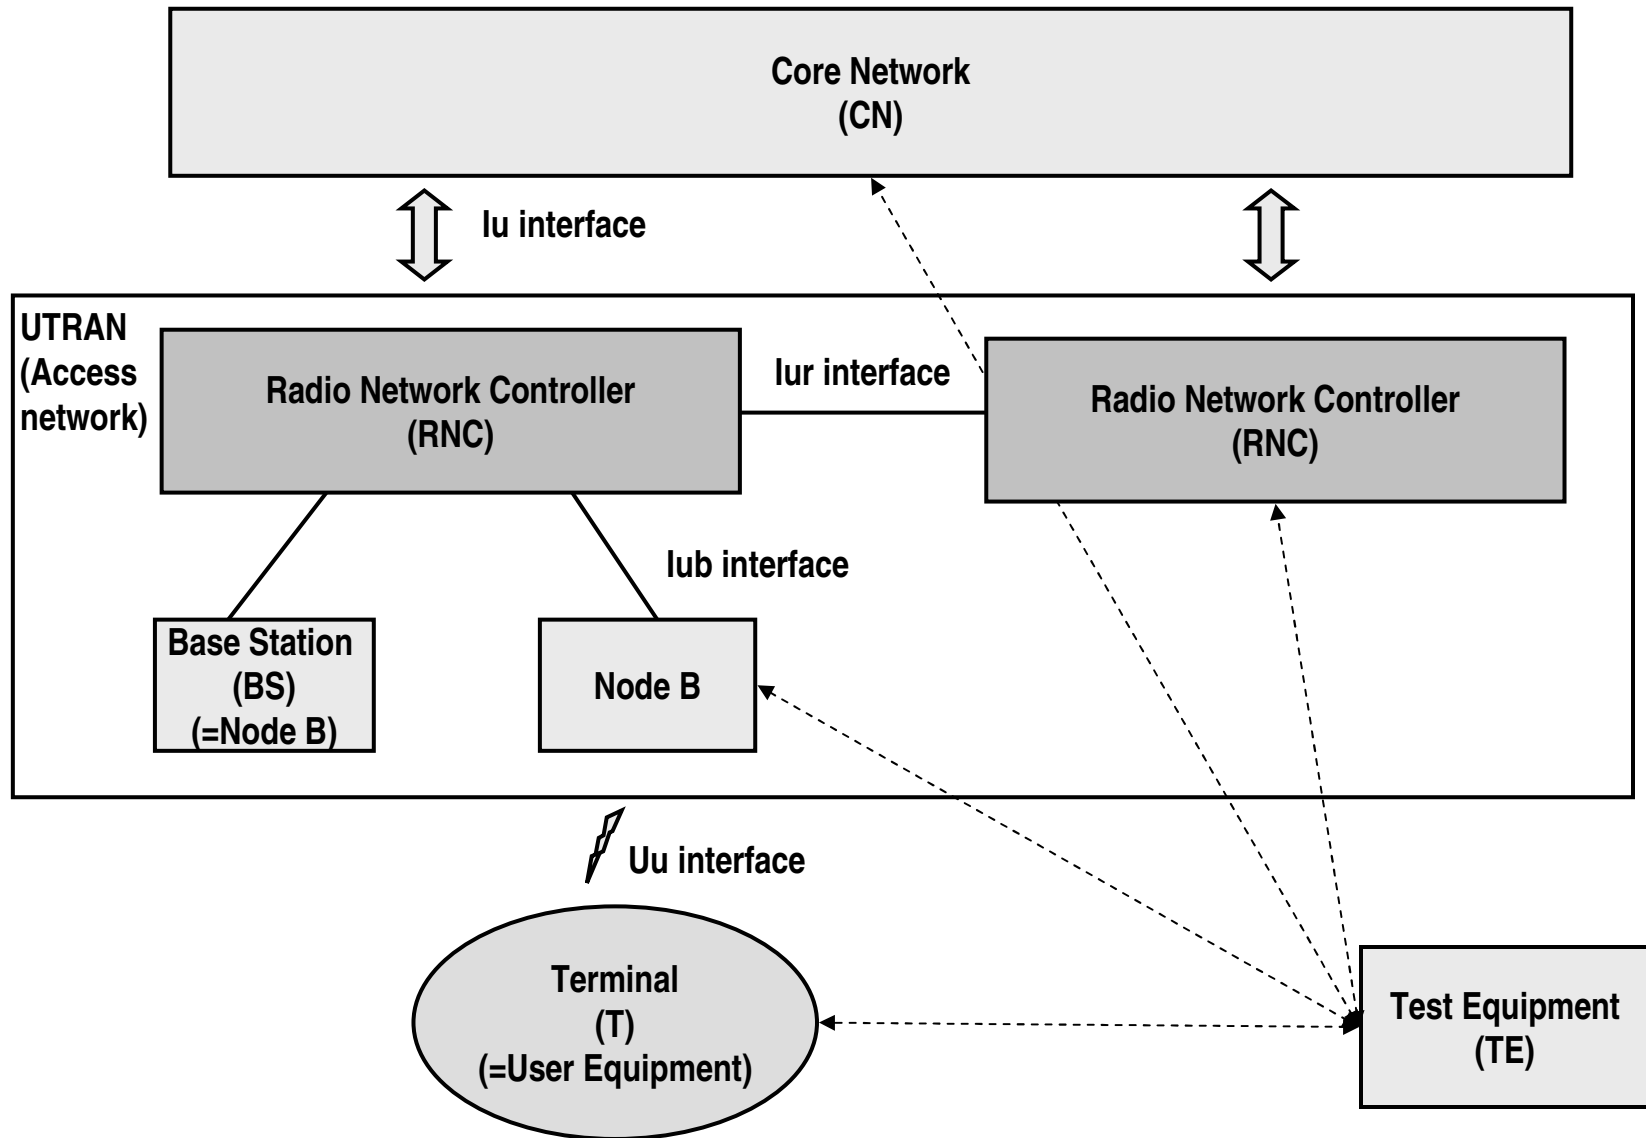 Core Network
(CN)
Iu interface
UTRAN
(Access
network)
Radio Network Controller
(RNC)
Iur interface
Radio Network Controller
(RNC)
Iub interface
Base Station
(BS)
(=Node B)
Node B
Uu interface
Terminal
(T)
(=User Equipment)
Test Equipment
(TE)